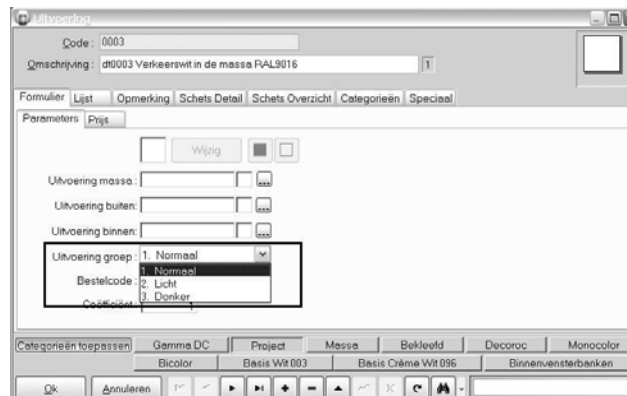 Uitvoering
Code: 0003
Omschrijving: dt0003 Verkeerswit in de massa RAL9016 1
Formulier Lijst Opmerking Schets Detail Schets Overzicht Categorieën Speciaal
Parameters Prijs
Wijzig
Uitvoering massa: ...
Uitvoering buiten: ...
Uitvoering binnen: ...
Uitvoering groep: 1. Normaal
1. Normaal
Bestelcode: 2. Licht
3. Donker
Coëfficiënt: 1
Categorieën toepassen Gamma DC Project Massa Bekleefd Decoroc Monocolor
Bicolor Basis Wit 003 Basis Crème Wit 096 Binnenvensterbanken
Ok Annuleren